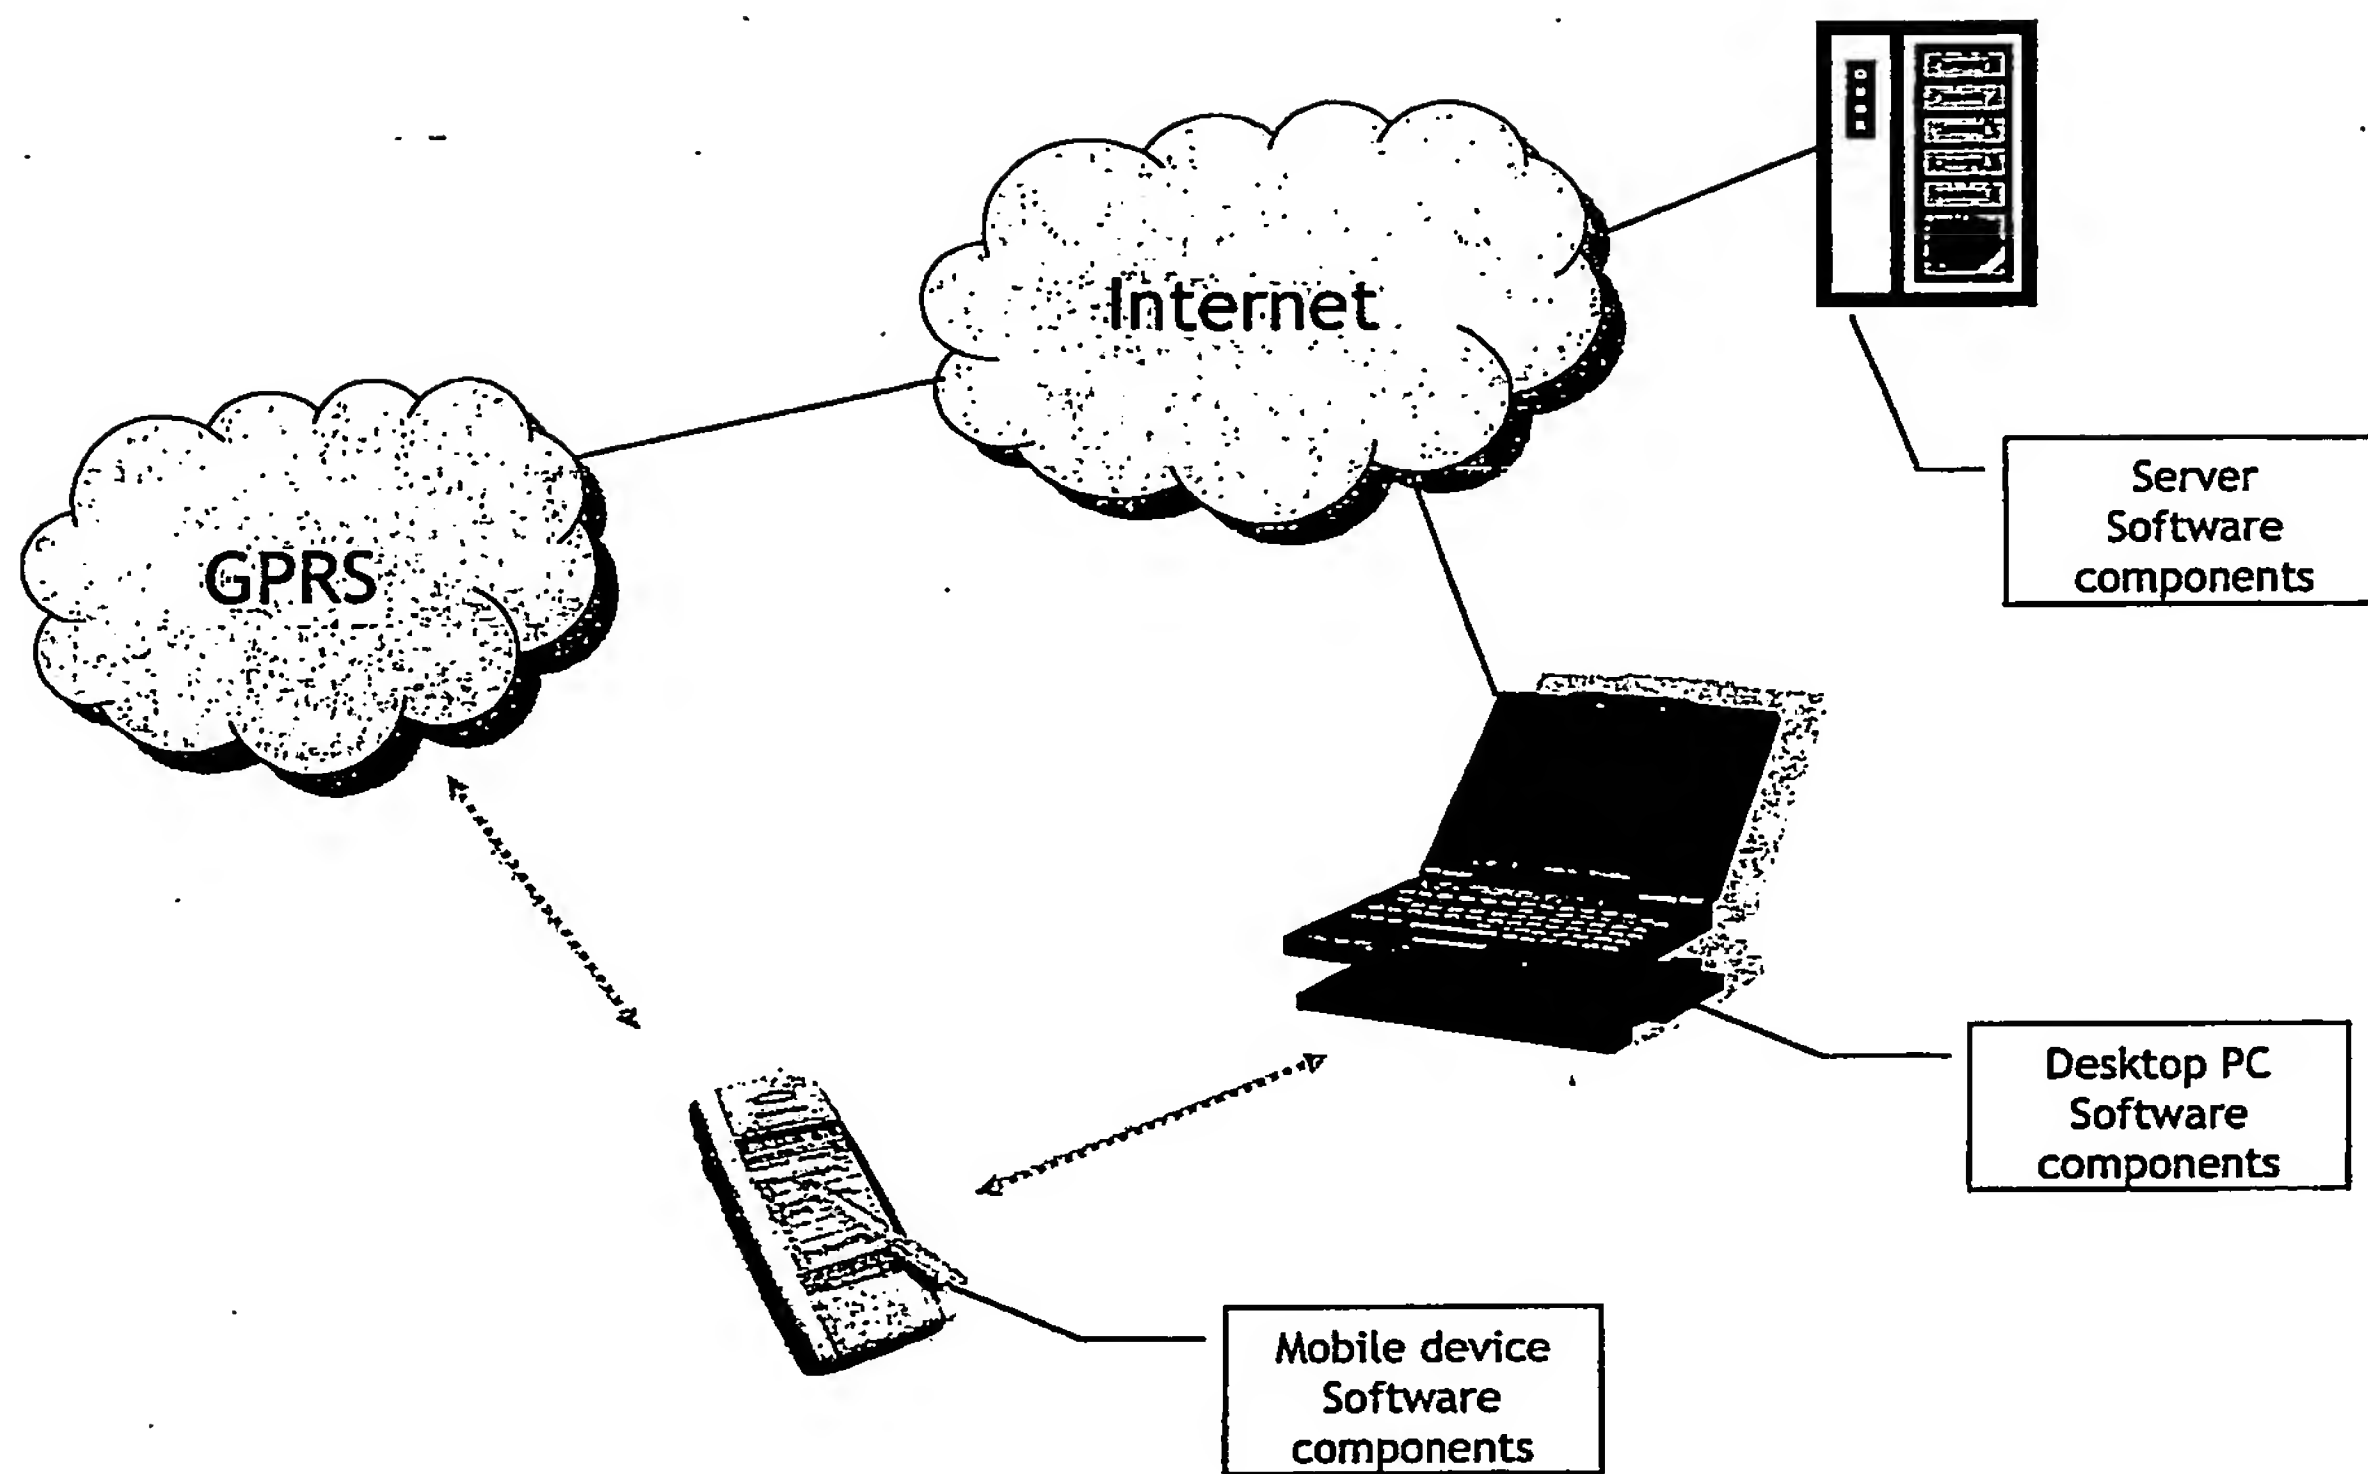 Internet
Server
Software
components
GPRS
Desktop PC
Software
components
Mobile device
Software
components